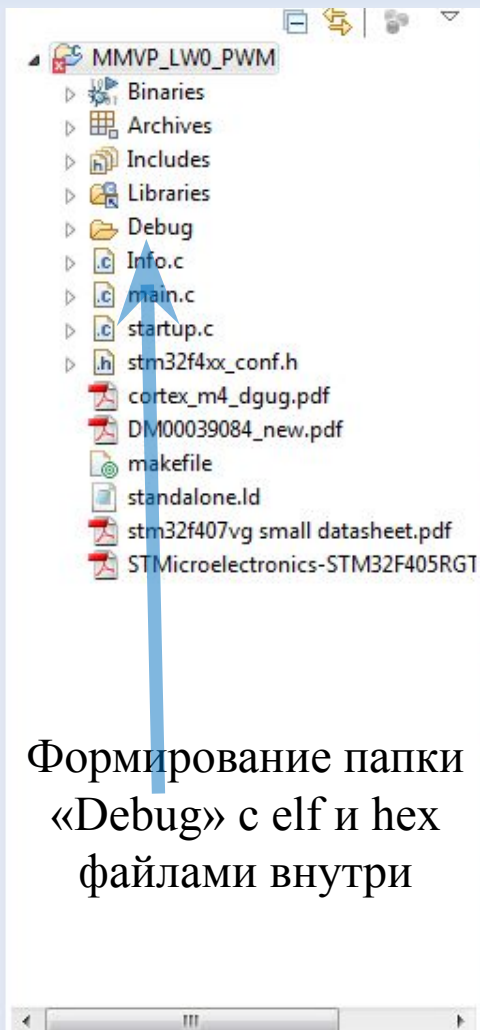 MMVP_LW0_PWM
Binaries
Archives
Includes
Libraries
Debug
Info.c
main.c
startup.c
stm32f4xx_conf.h
cortex_m4_dgug.pdf
DM00039084_new.pdf
makefile
standalone.ld
stm32f407vg small datasheet.pdf
STMicroelectronics-STM32F405RGT
Формирование папки
«Debug» с elf и hex
файлами внутри